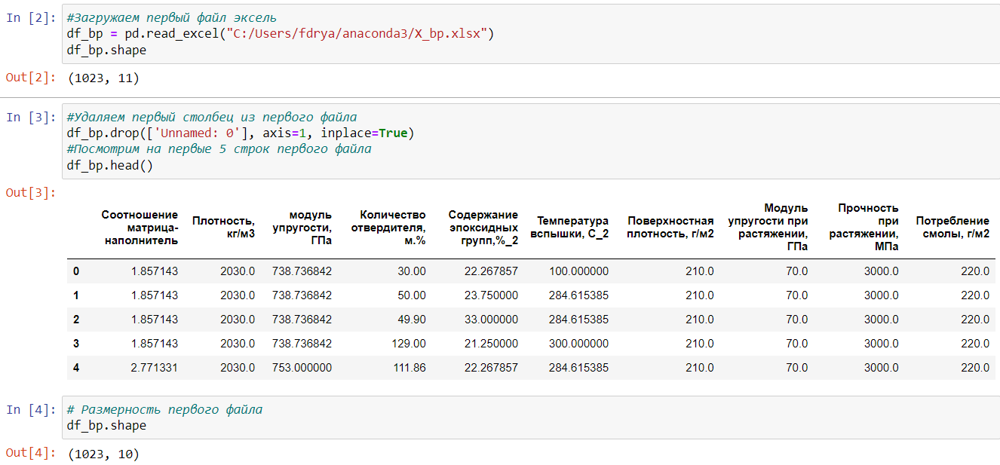 In [2]: #Загружаем первый файл эксель
df_bp = pd.read_excel("C:/Users/fdrya/anaconda3/X_bp.xlsx")
df_bp.shape
Out[2]: (1023, 11)
In [3]: #Удаляем первый столбец из первого файла
df_bp.drop(['Unnamed: 0'], axis=1, inplace=True)
#Посмотрим на первые 5 строк первого файла
df_bp.head()
Out[3]:
Соотношение матрица-наполнитель Плотность, кг/м3 модуль упругости, ГПа Количество отвердителя, м.% Содержание эпоксидных групп,%_2 Температура вспышки, С_2 Поверхностная плотность, г/м2 Модуль упругости при растяжении, ГПа Прочность при растяжении, МПа Потребление смолы, г/м2
0 1.857143 2030.0 738.736842 30.00 22.267857 100.000000 210.0 70.0 3000.0 220.0
1 1.857143 2030.0 738.736842 50.00 23.750000 284.615385 210.0 70.0 3000.0 220.0
2 1.857143 2030.0 738.736842 49.90 33.000000 284.615385 210.0 70.0 3000.0 220.0
3 1.857143 2030.0 738.736842 129.00 21.250000 300.000000 210.0 70.0 3000.0 220.0
4 2.771331 2030.0 753.000000 111.86 22.267857 284.615385 210.0 70.0 3000.0 220.0
In [4]: # Размерность первого файла
df_bp.shape
Out[4]: (1023, 10)